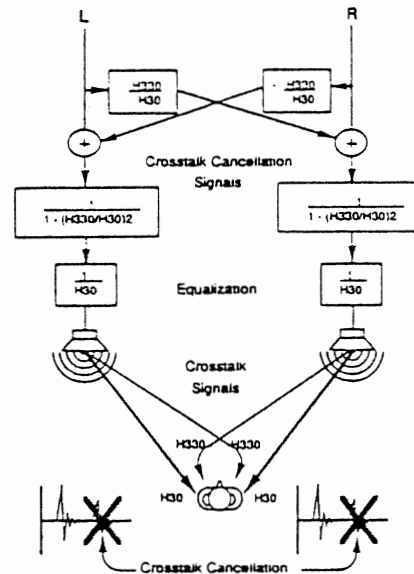 L R
- H330 / H30 - H330 / H30
+ +
Crosstalk Cancellation
Signals
1 / 1 - (H330/H30)2 1 / 1 - (H330/H30)2
1 / H30 Equalization 1 / H30
Crosstalk
Signals
H330 H330
H30 H30
Crosstalk Cancellation